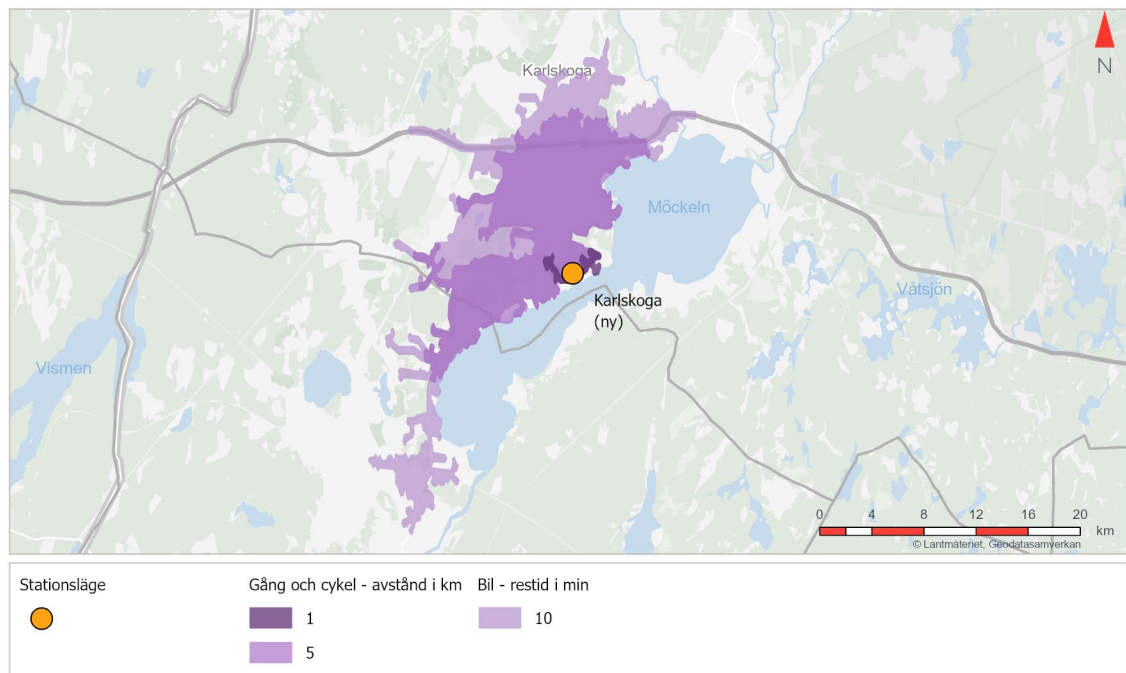 N
Karlskoga
Möckeln
Karlskoga
(ny)
Våtsjön
Vismen
0 4 8 12 16 20
km
© Lantmäteriet, Geodatasamverkan
Stationsläge
Gång och cykel - avstånd i km
1
5
Bil - restid i min
10